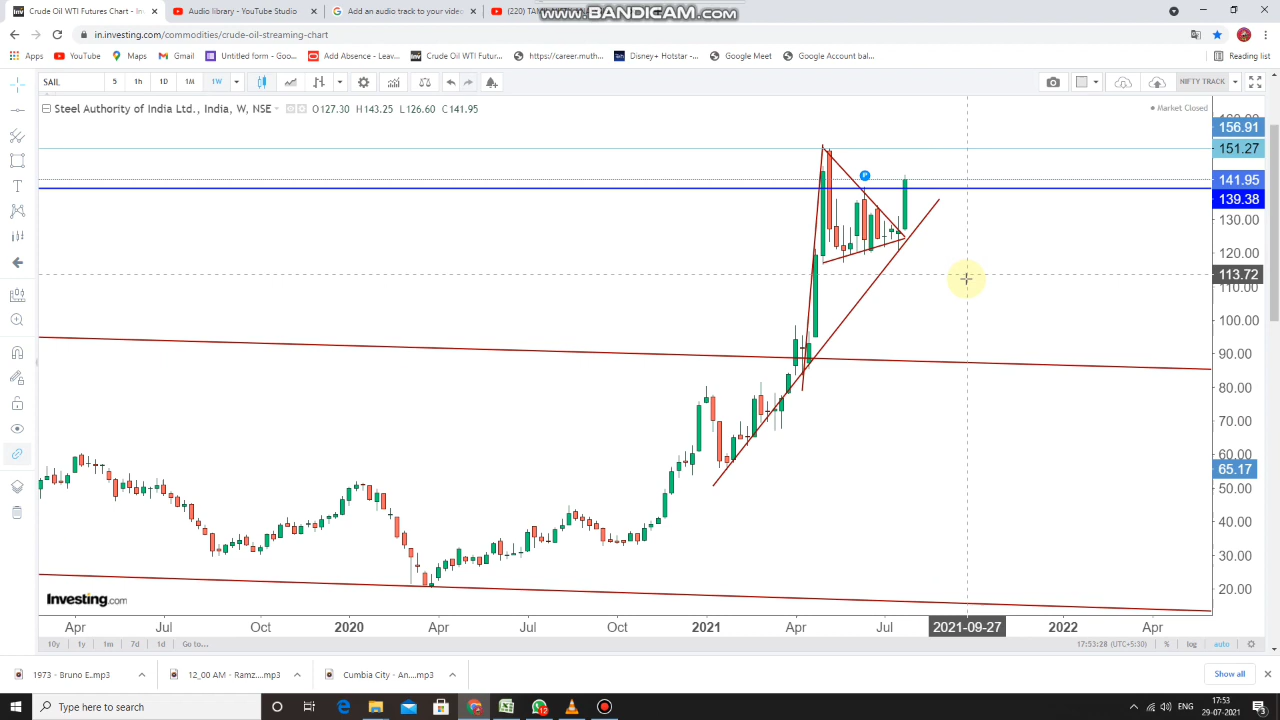 Crude Oil WTI Futures Chart - In
Audio library - YouTube Studio
Add an audio track to your video
(220)
www.BANDICAM.com
in.investing.com/commodities/crude-oil-streaming-chart
Apps
YouTube
Maps
Gmail
Untitled form - Goo...
Add Absence - Leav...
Crude Oil WTI Futur...
https://career.muth...
Disney+ Hotstar -...
Google Meet
Google Account bal...
Reading list
SAIL
5
1h
1D
1M
1W
NIFTY TRACK
Steel Authority of India Ltd., India, W, NSE
O127.30 H143.25 L126.60 C141.95
Market Closed
156.91
151.27
141.95
139.38
130.00
120.00
113.72
110.00
100.00
90.00
80.00
70.00
60.00
65.17
50.00
40.00
30.00
20.00
P
Investing.com
Apr
Jul
Oct
2020
Apr
Jul
Oct
2021
Apr
Jul
2021-09-27
2022
Apr
10y
1y
1m
7d
1d
Go to...
17:53:28 (UTC+5:30)
%
log
auto
1973 - Bruno E....mp3
12_00 AM - Ramz....mp3
Cumbia City - An....mp3
Show all
Type here to search
12
ENG
17:53
29-07-2021
3